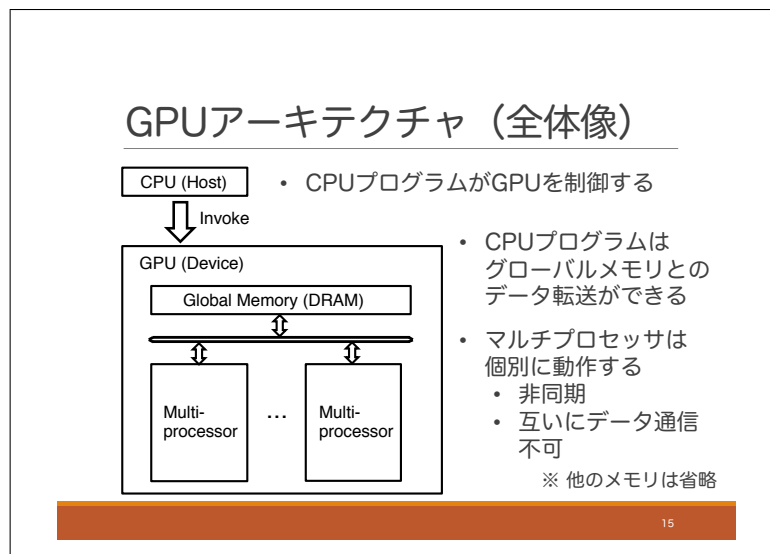 GPUアーキテクチャ（全体像）
CPU (Host)
• CPUプログラムがGPUを制御する
Invoke
GPU (Device)
Global Memory (DRAM)
Multi-
processor
…
Multi-
processor
• CPUプログラムは
グローバルメモリとの
データ転送ができる
• マルチプロセッサは
個別に動作する
• 非同期
• 互いにデータ通信
不可
※ 他のメモリは省略
15